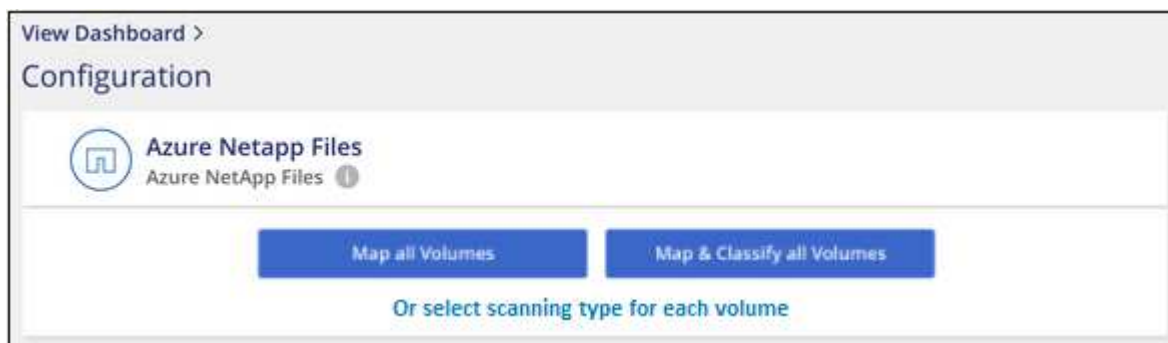 View Dashboard >
Configuration
Azure Netapp Files
Azure NetApp Files i
Map all Volumes Map & Classify all Volumes
Or select scanning type for each volume